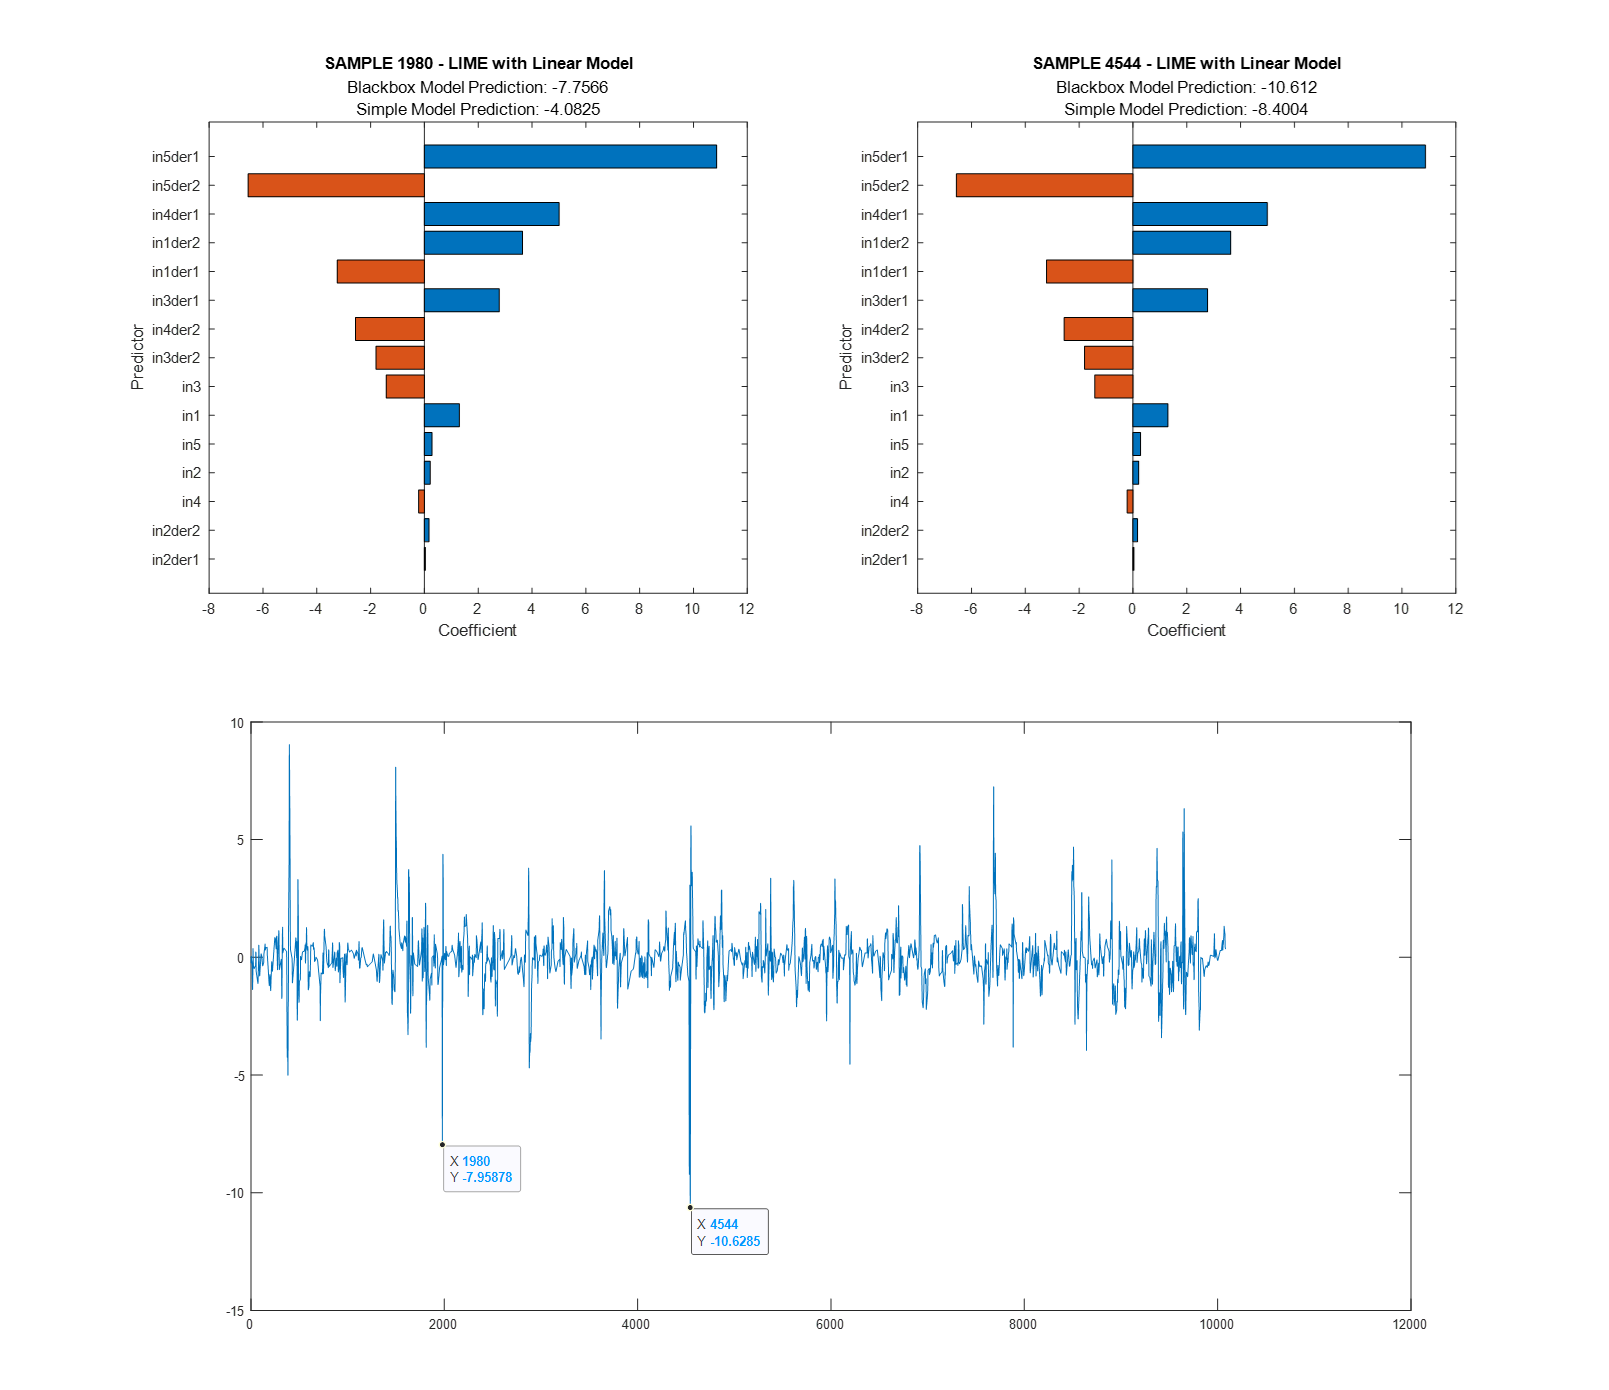 SAMPLE 1980 - LIME with Linear Model
Blackbox Model Prediction: -7.7566
Simple Model Prediction: -4.0825
in5der1
in5der2
in4der1
in1der2
in1der1
in3der1
in4der2
in3der2
in3
in1
in5
in2
in4
in2der2
in2der1
Predictor
-8 -6 -4 -2 0 2 4 6 8 10 12
Coefficient
SAMPLE 4544 - LIME with Linear Model
Blackbox Model Prediction: -10.612
Simple Model Prediction: -8.4004
in5der1
in5der2
in4der1
in1der2
in1der1
in3der1
in4der2
in3der2
in3
in1
in5
in2
in4
in2der2
in2der1
Predictor
-8 -6 -4 -2 0 2 4 6 8 10 12
Coefficient
10
5
0
-5
-10
-15
X 1980
Y -7.95878
X 4544
Y -10.6285
0 2000 4000 6000 8000 10000 12000